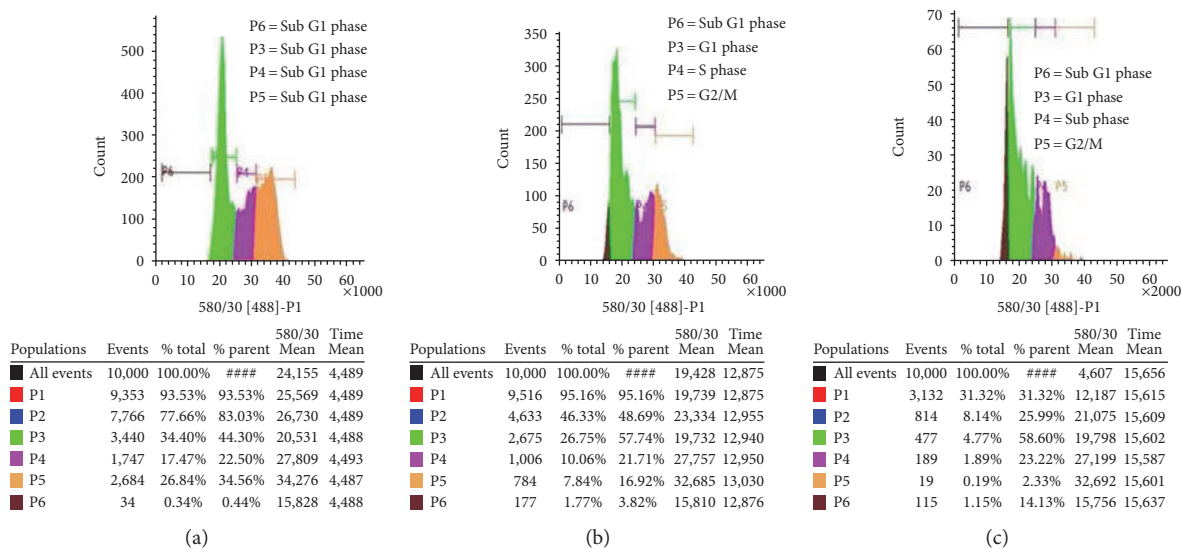 P6 = Sub G1 phase
P3 = Sub G1 phase
P4 = Sub G1 phase
P5 = Sub G1 phase
500
400
300
200
100
0
Count
P6
P4
0 20 40 60
×1000
580/30 [488]-P1
Populations Events % total % parent 580/30 Mean Time Mean
All events 10,000 100.00% #### 24,155 4,489
P1 9,353 93.53% 93.53% 25,569 4,489
P2 7,766 77.66% 83.03% 26,730 4,489
P3 3,440 34.40% 44.30% 20,531 4,488
P4 1,747 17.47% 22.50% 27,809 4,493
P5 2,684 26.84% 34.56% 34,276 4,487
P6 34 0.34% 0.44% 15,828 4,488
(a)
P6 = Sub G1 phase
P3 = G1 phase
P4 = S phase
P5 = G2/M
350
300
250
200
150
100
50
0
Count
P6
0 20 40 60
×1000
580/30 [488]-P1
Populations Events % total % parent 580/30 Mean Time Mean
All events 10,000 100.00% #### 19,428 12,875
P1 9,516 95.16% 95.16% 19,739 12,875
P2 4,633 46.33% 48.69% 23,334 12,955
P3 2,675 26.75% 57.74% 19,732 12,940
P4 1,006 10.06% 21.71% 27,757 12,950
P5 784 7.84% 16.92% 32,685 13,030
P6 177 1.77% 3.82% 15,810 12,876
(b)
P6 = Sub G1 phase
P3 = G1 phase
P4 = Sub phase
P5 = G2/M
70
60
50
40
30
20
10
0
Count
P6
P5
0 20 40 60
×2000
580/30 [488]-P1
Populations Events % total % parent 580/30 Mean Time Mean
All events 10,000 100.00% #### 4,607 15,656
P1 3,132 31.32% 31.32% 12,187 15,615
P2 814 8.14% 25.99% 21,075 15,609
P3 477 4.77% 58.60% 19,798 15,602
P4 189 1.89% 23.22% 27,199 15,587
P5 19 0.19% 2.33% 32,692 15,601
P6 115 1.15% 14.13% 15,756 15,637
(c)